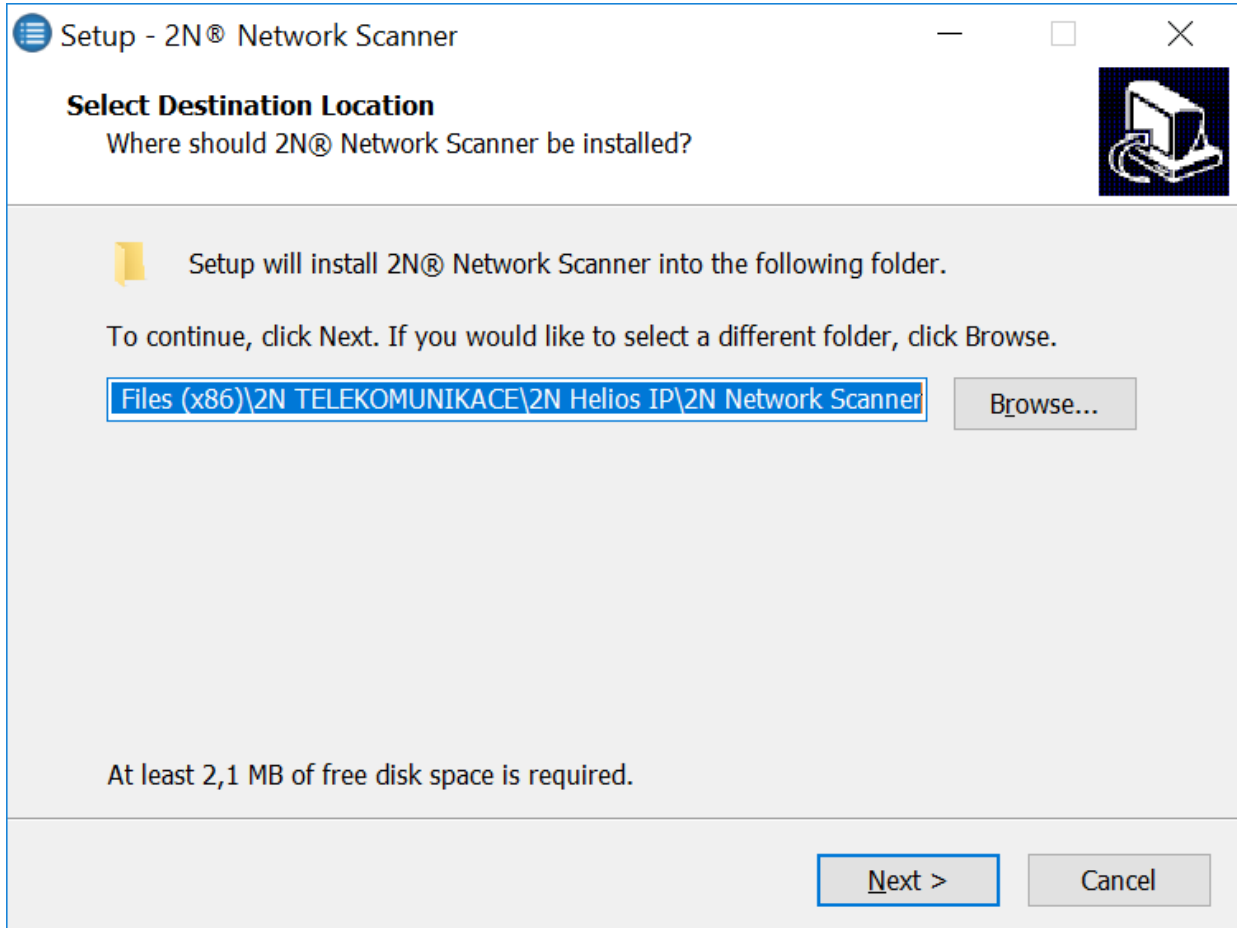 Setup - 2N® Network Scanner
Select Destination Location
Where should 2N® Network Scanner be installed?
Setup will install 2N® Network Scanner into the following folder.
To continue, click Next. If you would like to select a different folder, click Browse.
Files (x86)\2N TELEKOMUNIKACE\2N Helios IP\2N Network Scanner
Browse...
At least 2,1 MB of free disk space is required.
Next >
Cancel